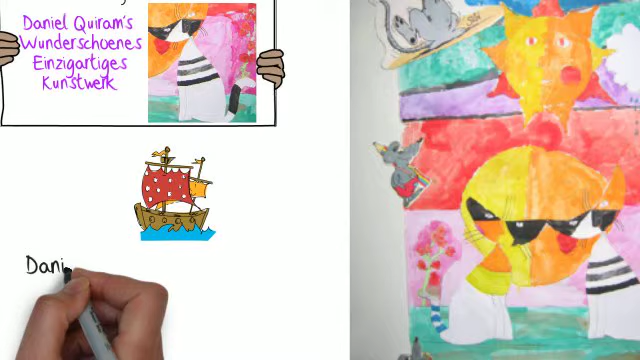 Daniel Quiram's
Wunderschoenes
Einzigartiges
Kunstwerk
Dani